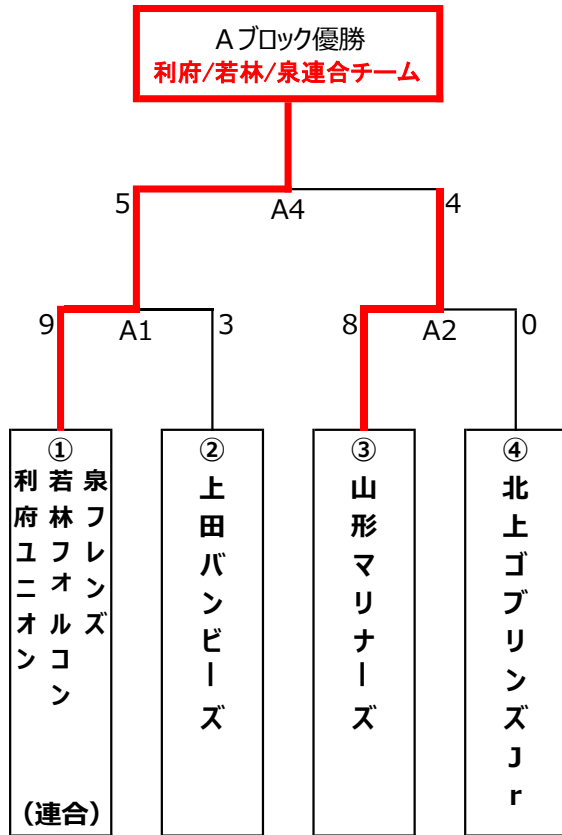 Aブロック優勝
利府/若林/泉連合チーム
5
A4
4
9
A1
3
8
A2
0
①
泉フレンズ
若林フォルコン
利府ユニオン
(連合)
②
上田バンビーズ
③
山形マリナーズ
④
北上ゴブリンズJr